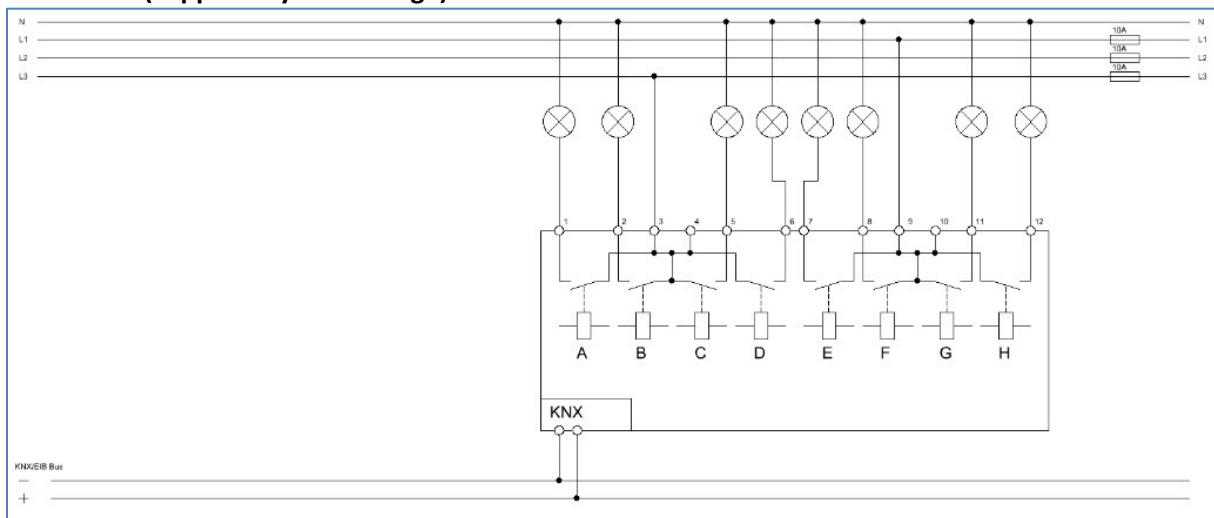 N N
10A
L1 L1
10A
L2 L2
10A
L3 L3
1 2 3 4 5 6 7 8 9 10 11 12
A B C D E F G H
KNX
KNX/EIB Bus
−
+